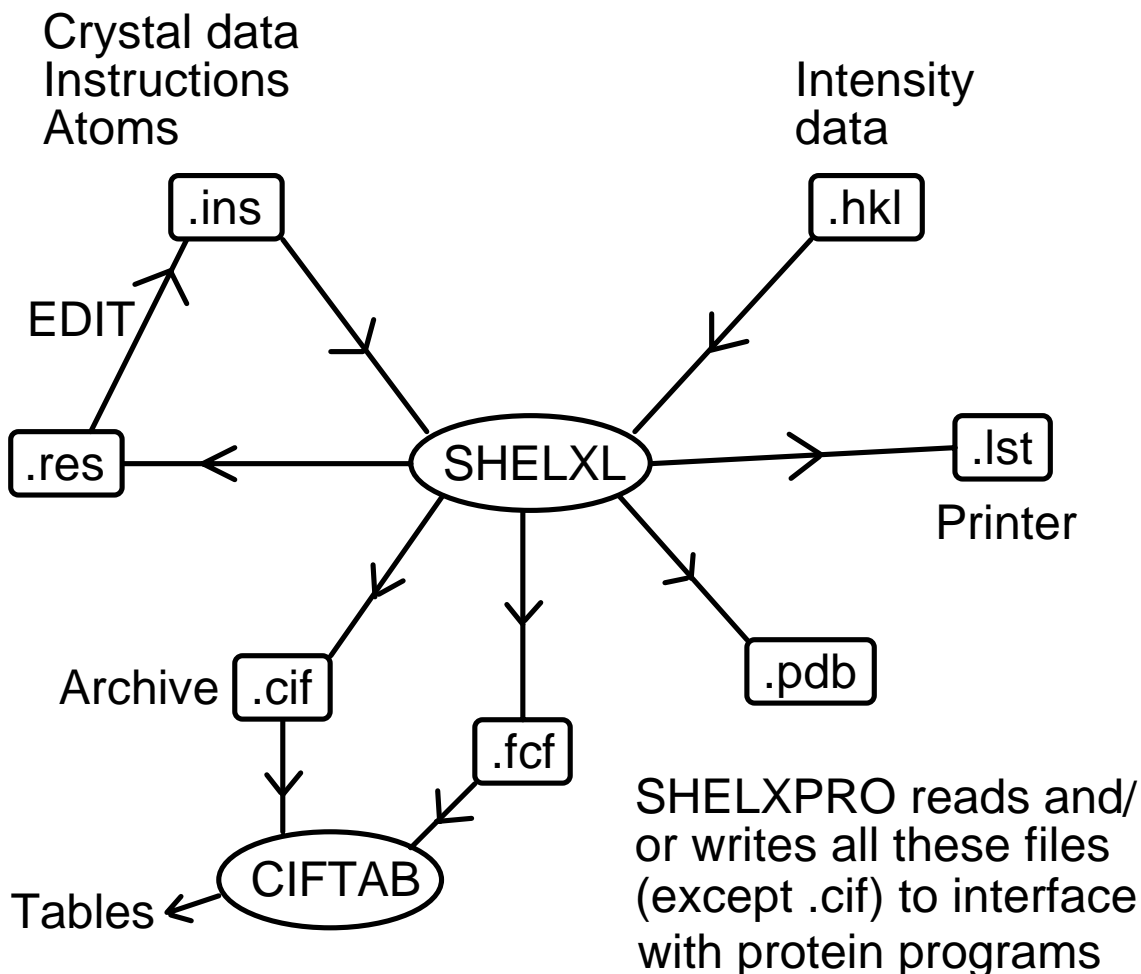 Crystal data
Instructions
Atoms
Intensity
data
.ins
.hkl
EDIT
.res
SHELXL
.lst
Printer
Archive
.cif
.pdb
.fcf
SHELXPRO reads and/
or writes all these files
(except .cif) to interface
with protein programs
CIFTAB
Tables